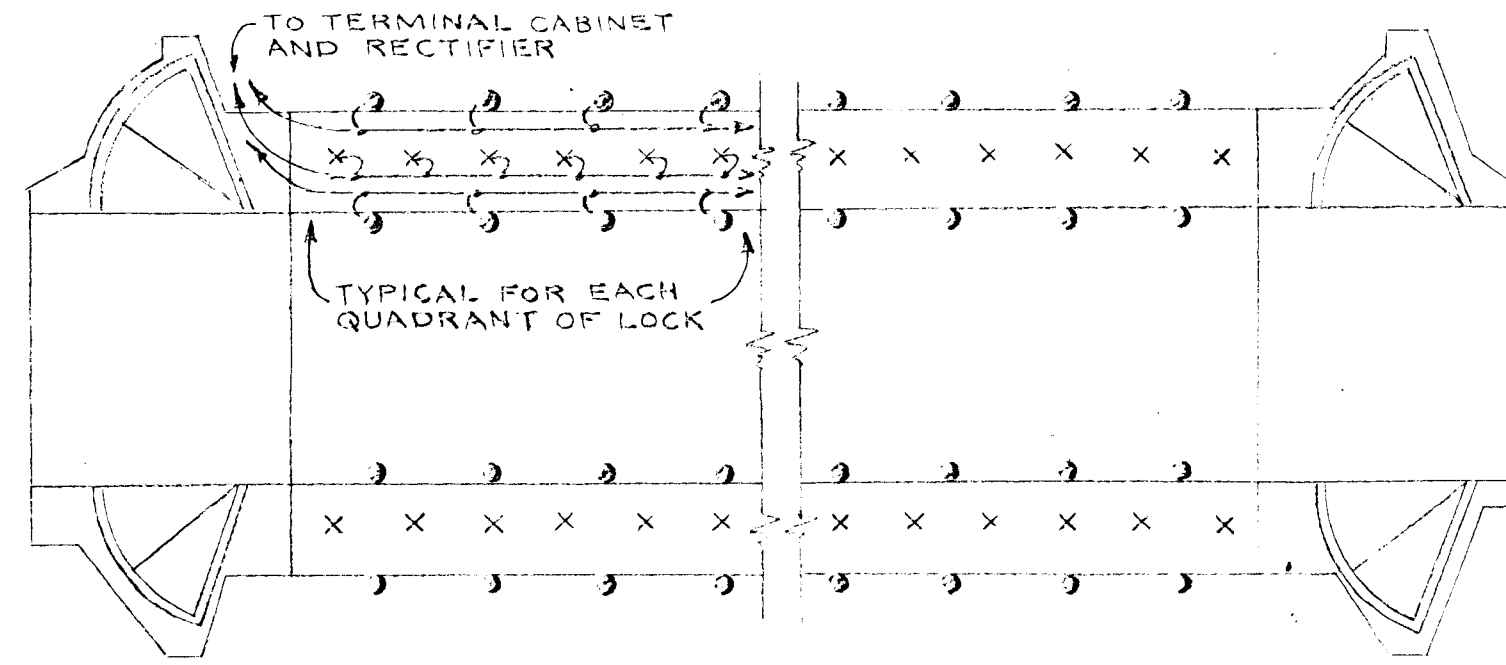 TO TERMINAL CABINET
AND RECTIFIER
TYPICAL FOR EACH
QUADRANT OF LOCK